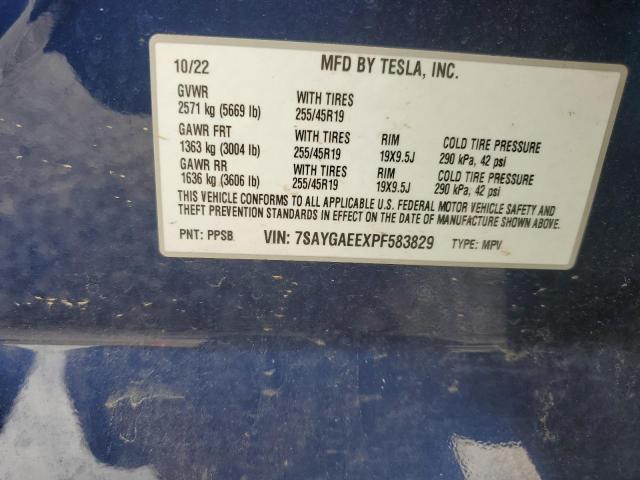 10/22 MFD BY TESLA, INC.
GVWR
2571 kg (5669 lb) WITH TIRES 255/45R19
GAWR FRT WITH TIRES RIM COLD TIRE PRESSURE
1363 kg (3004 lb) 255/45R19 19X9.5J 290 kPa, 42 psi
GAWR RR WITH TIRES RIM COLD TIRE PRESSURE
1636 kg (3606 lb) 255/45R19 19X9.5J 290 kPa, 42 psi
THIS VEHICLE CONFORMS TO ALL APPLICABLE U.S. FEDERAL MOTOR VEHICLE SAFETY AND
THEFT PREVENTION STANDARDS IN EFFECT ON THE DATE OF MANUFACTURE SHOWN ABOVE.
PNT: PPSB VIN: 7SAYGAEEXPF583829 TYPE: MPV